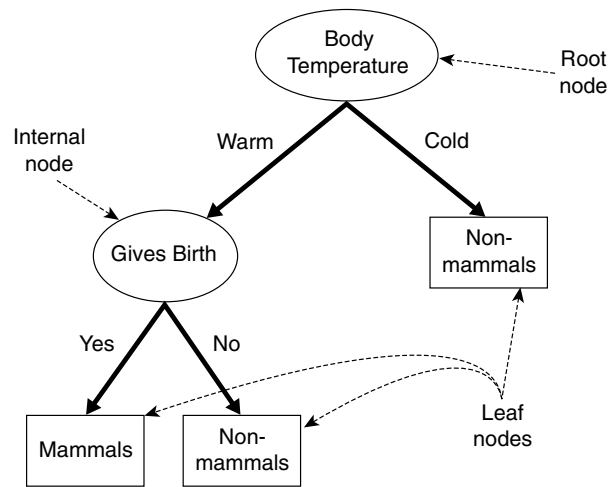 Body
Temperature
Root
node
Internal
node
Warm
Cold
Gives Birth
Non-
mammals
Yes
No
Mammals
Non-
mammals
Leaf
nodes